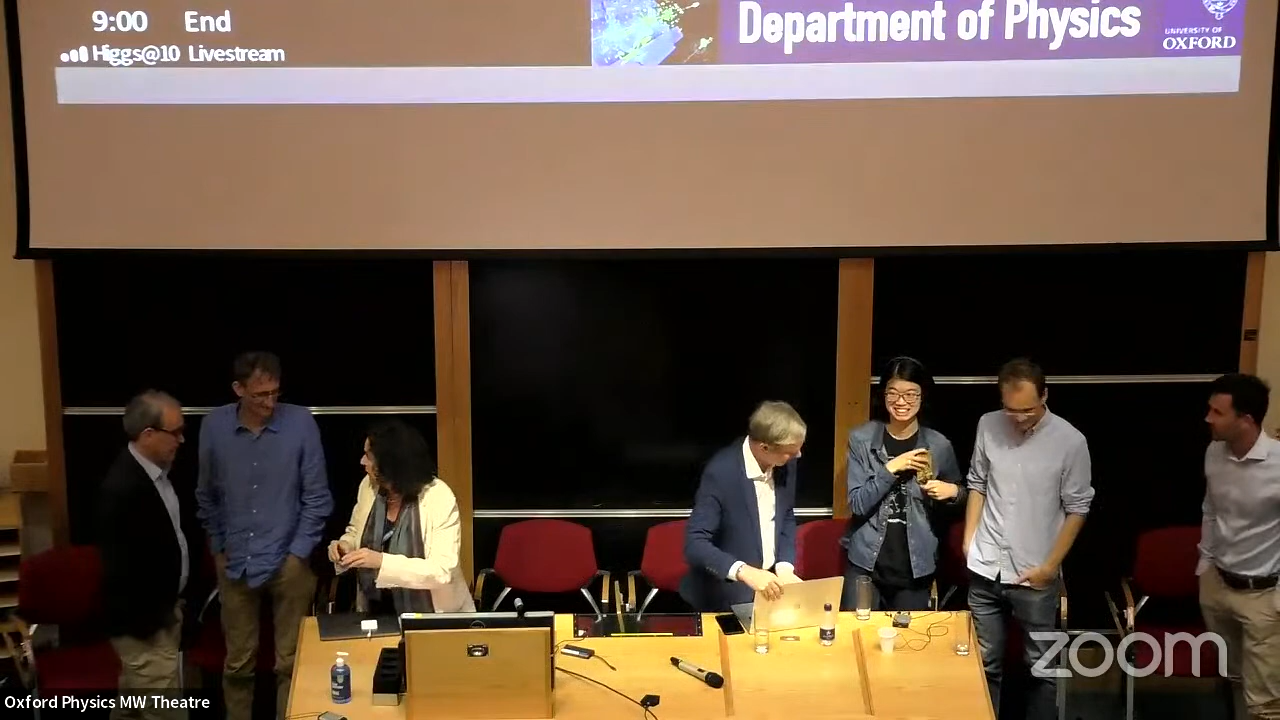 9:00 End
Higgs@10 Livestream
Department of Physics
UNIVERSITY OF
OXFORD
zoom
Oxford Physics MW Theatre